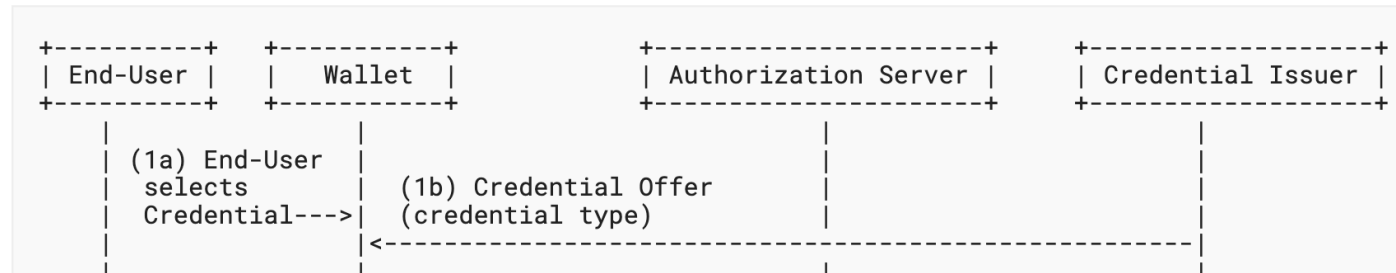 +----------+   +-----------+            +----------------------+     +-------------------+
| End-User |   |   Wallet  |            | Authorization Server |     | Credential Issuer |
+----------+   +-----------+            +----------------------+     +-------------------+
    |                |                              |                        |
    | (1a) End-User  |                              |                        |
    |  selects       |  (1b) Credential Offer       |                        |
    |  Credential--->|  (credential type)           |                        |
    |                |<------------------------------------------------------|
    |                |                              |                        |